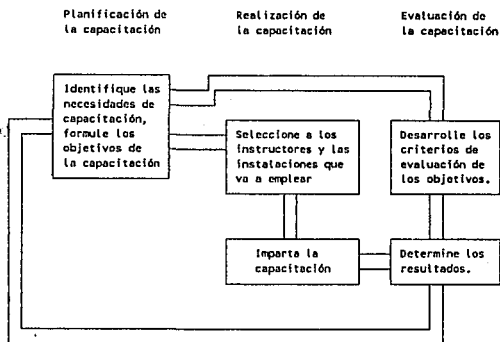 Planificación de
la capacitación
Realización de
la capacitación
Evaluación de
la capacitación
Identifique las
necesidades de
capacitación,
formule los
objetivos de
la capacitación
Seleccione a los
instructores y las
instalaciones que
va a emplear
Desarrolle los
criterios de
evaluación de
los objetivos.
Imparta la
capacitación
Determine los
resultados.